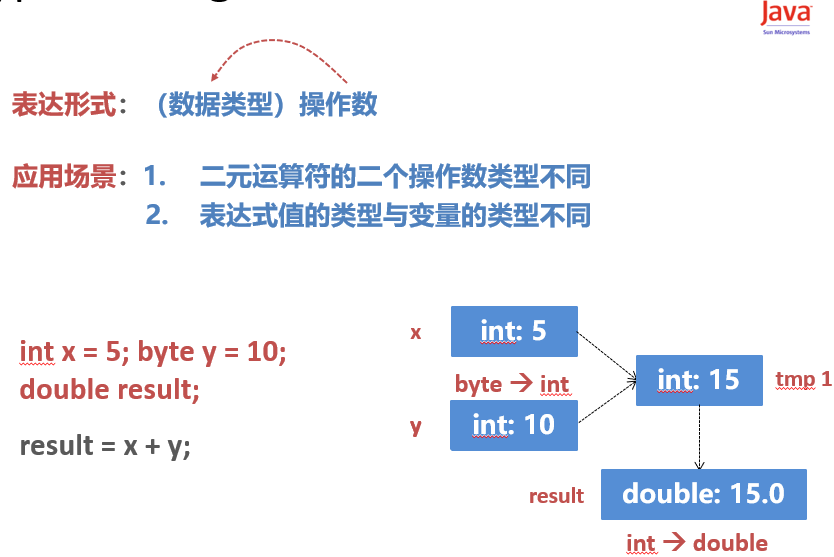 Java
Sun Microsystems
表达形式：（数据类型）操作数
应用场景：1. 二元运算符的二个操作数类型不同
2. 表达式值的类型与变量的类型不同
int x = 5; byte y = 10;
double result;
result = x + y;
x
int: 5
byte → int
y
int: 10
int: 15
tmp 1
result
double: 15.0
int → double